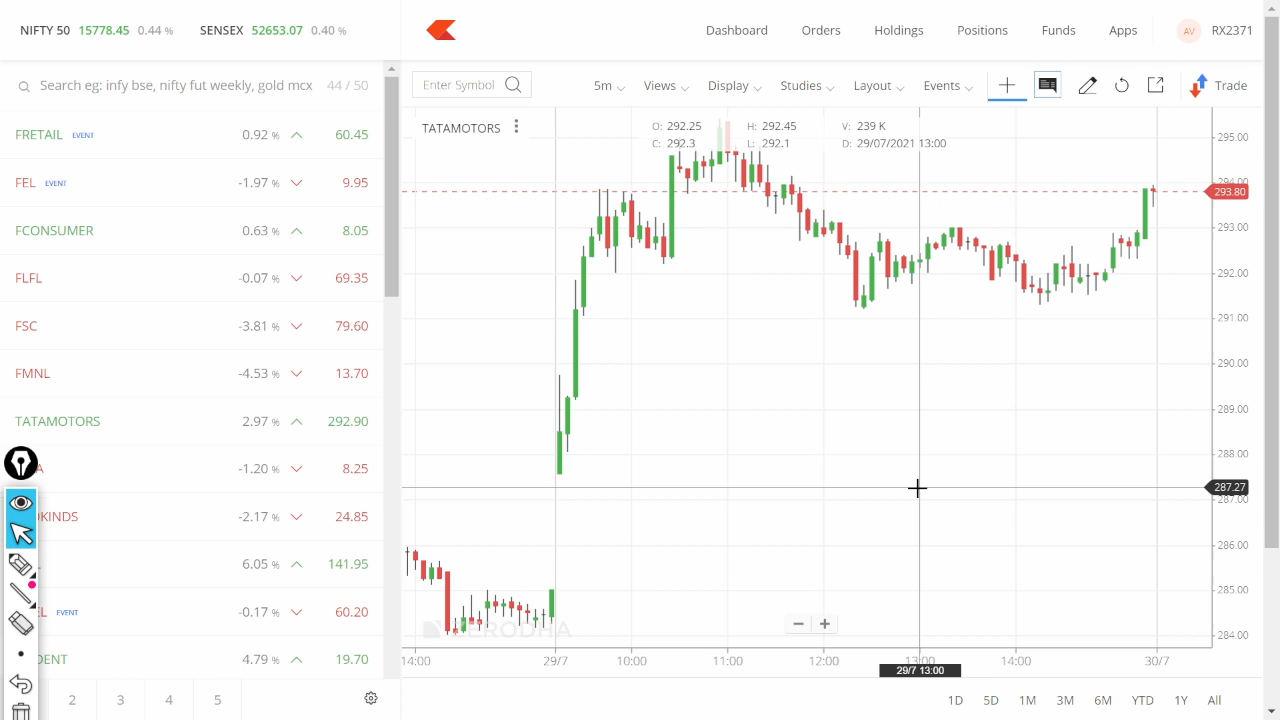 NIFTY 50 15778.45 0.44 % SENSEX 52653.07 0.40 %
Dashboard Orders Holdings Positions Funds Apps AV RX2371
Search eg: infy bse, nifty fut weekly, gold mcx 44 / 50
Enter Symbol 5m Views Display Studies Layout Events Trade
TATAMOTORS
O: 292.25 H: 292.45 V: 239 K
C: 292.3 L: 292.1 D: 29/07/2021 13:00
FRETAIL EVENT 0.92 % 60.45
FEL EVENT -1.97 % 9.95
FCONSUMER 0.63 % 8.05
FLFL -0.07 % 69.35
FSC -3.81 % 79.60
FMNL -4.53 % 13.70
TATAMOTORS 2.97 % 292.90
A -1.20 % 8.25
KINDS -2.17 % 24.85
6.05 % 141.95
EVENT -0.17 % 60.20
DENT 4.79 % 19.70
2 3 4 5
295.00
294.00
293.80
293.00
292.00
291.00
290.00
289.00
288.00
287.27
287.00
286.00
285.00
284.00
ZERODHA
14:00 29/7 10:00 11:00 12:00 13:00 14:00 30/7
29/7 13:00
1D 5D 1M 3M 6M YTD 1Y All